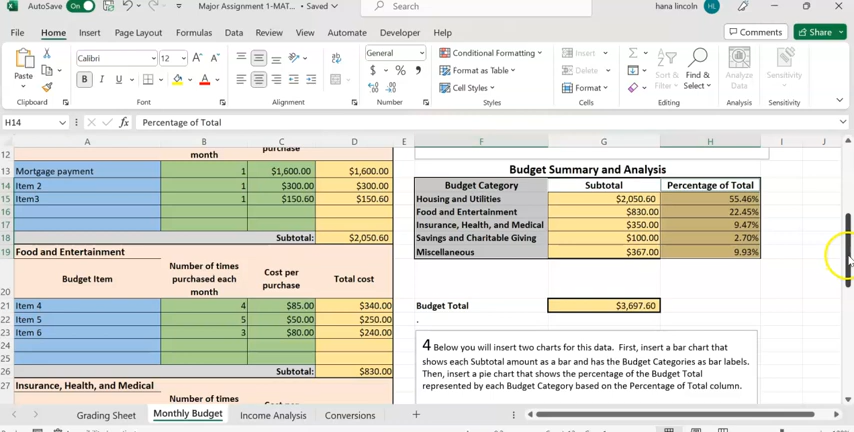 AutoSave On Major Assignment 1-MAT... • Saved Search hana lincoln HL
File Home Insert Page Layout Formulas Data Review View Automate Developer Help Comments Share
Paste Calibri 12 General Conditional Formatting Insert Sort & Find & Analyze Sensitivity
B I U $ % 9 Format as Table Delete Filter Select Data
Cell Styles Format
Clipboard Font Alignment Number Styles Cells Editing Analysis Sensitivity
H14 fx Percentage of Total
A B C D E F G H I J
12 month purchase
13 Mortgage payment 1 $1,600.00 $1,600.00 Budget Summary and Analysis
14 Item 2 1 $300.00 $300.00 Budget Category Subtotal Percentage of Total
15 Item3 1 $150.60 $150.60 Housing and Utilities $2,050.60 55.46%
16 Food and Entertainment $830.00 22.45%
17 Insurance, Health, and Medical $350.00 9.47%
18 Subtotal: $2,050.60 Savings and Charitable Giving $100.00 2.70%
19 Food and Entertainment Miscellaneous $367.00 9.93%
20 Budget Item Number of times purchased each month Cost per purchase Total cost
21 Item 4 4 $85.00 $340.00 Budget Total $3,697.60
22 Item 5 5 $50.00 $250.00 .
23 Item 6 3 $80.00 $240.00
24
25
26 Subtotal: $830.00
27 Insurance, Health, and Medical
Number of times
4 Below you will insert two charts for this data. First, insert a bar chart that
shows each Subtotal amount as a bar and has the Budget Categories as bar labels.
Then, insert a pie chart that shows the percentage of the Budget Total
represented by each Budget Category based on the Percentage of Total column.
Grading Sheet Monthly Budget Income Analysis Conversions